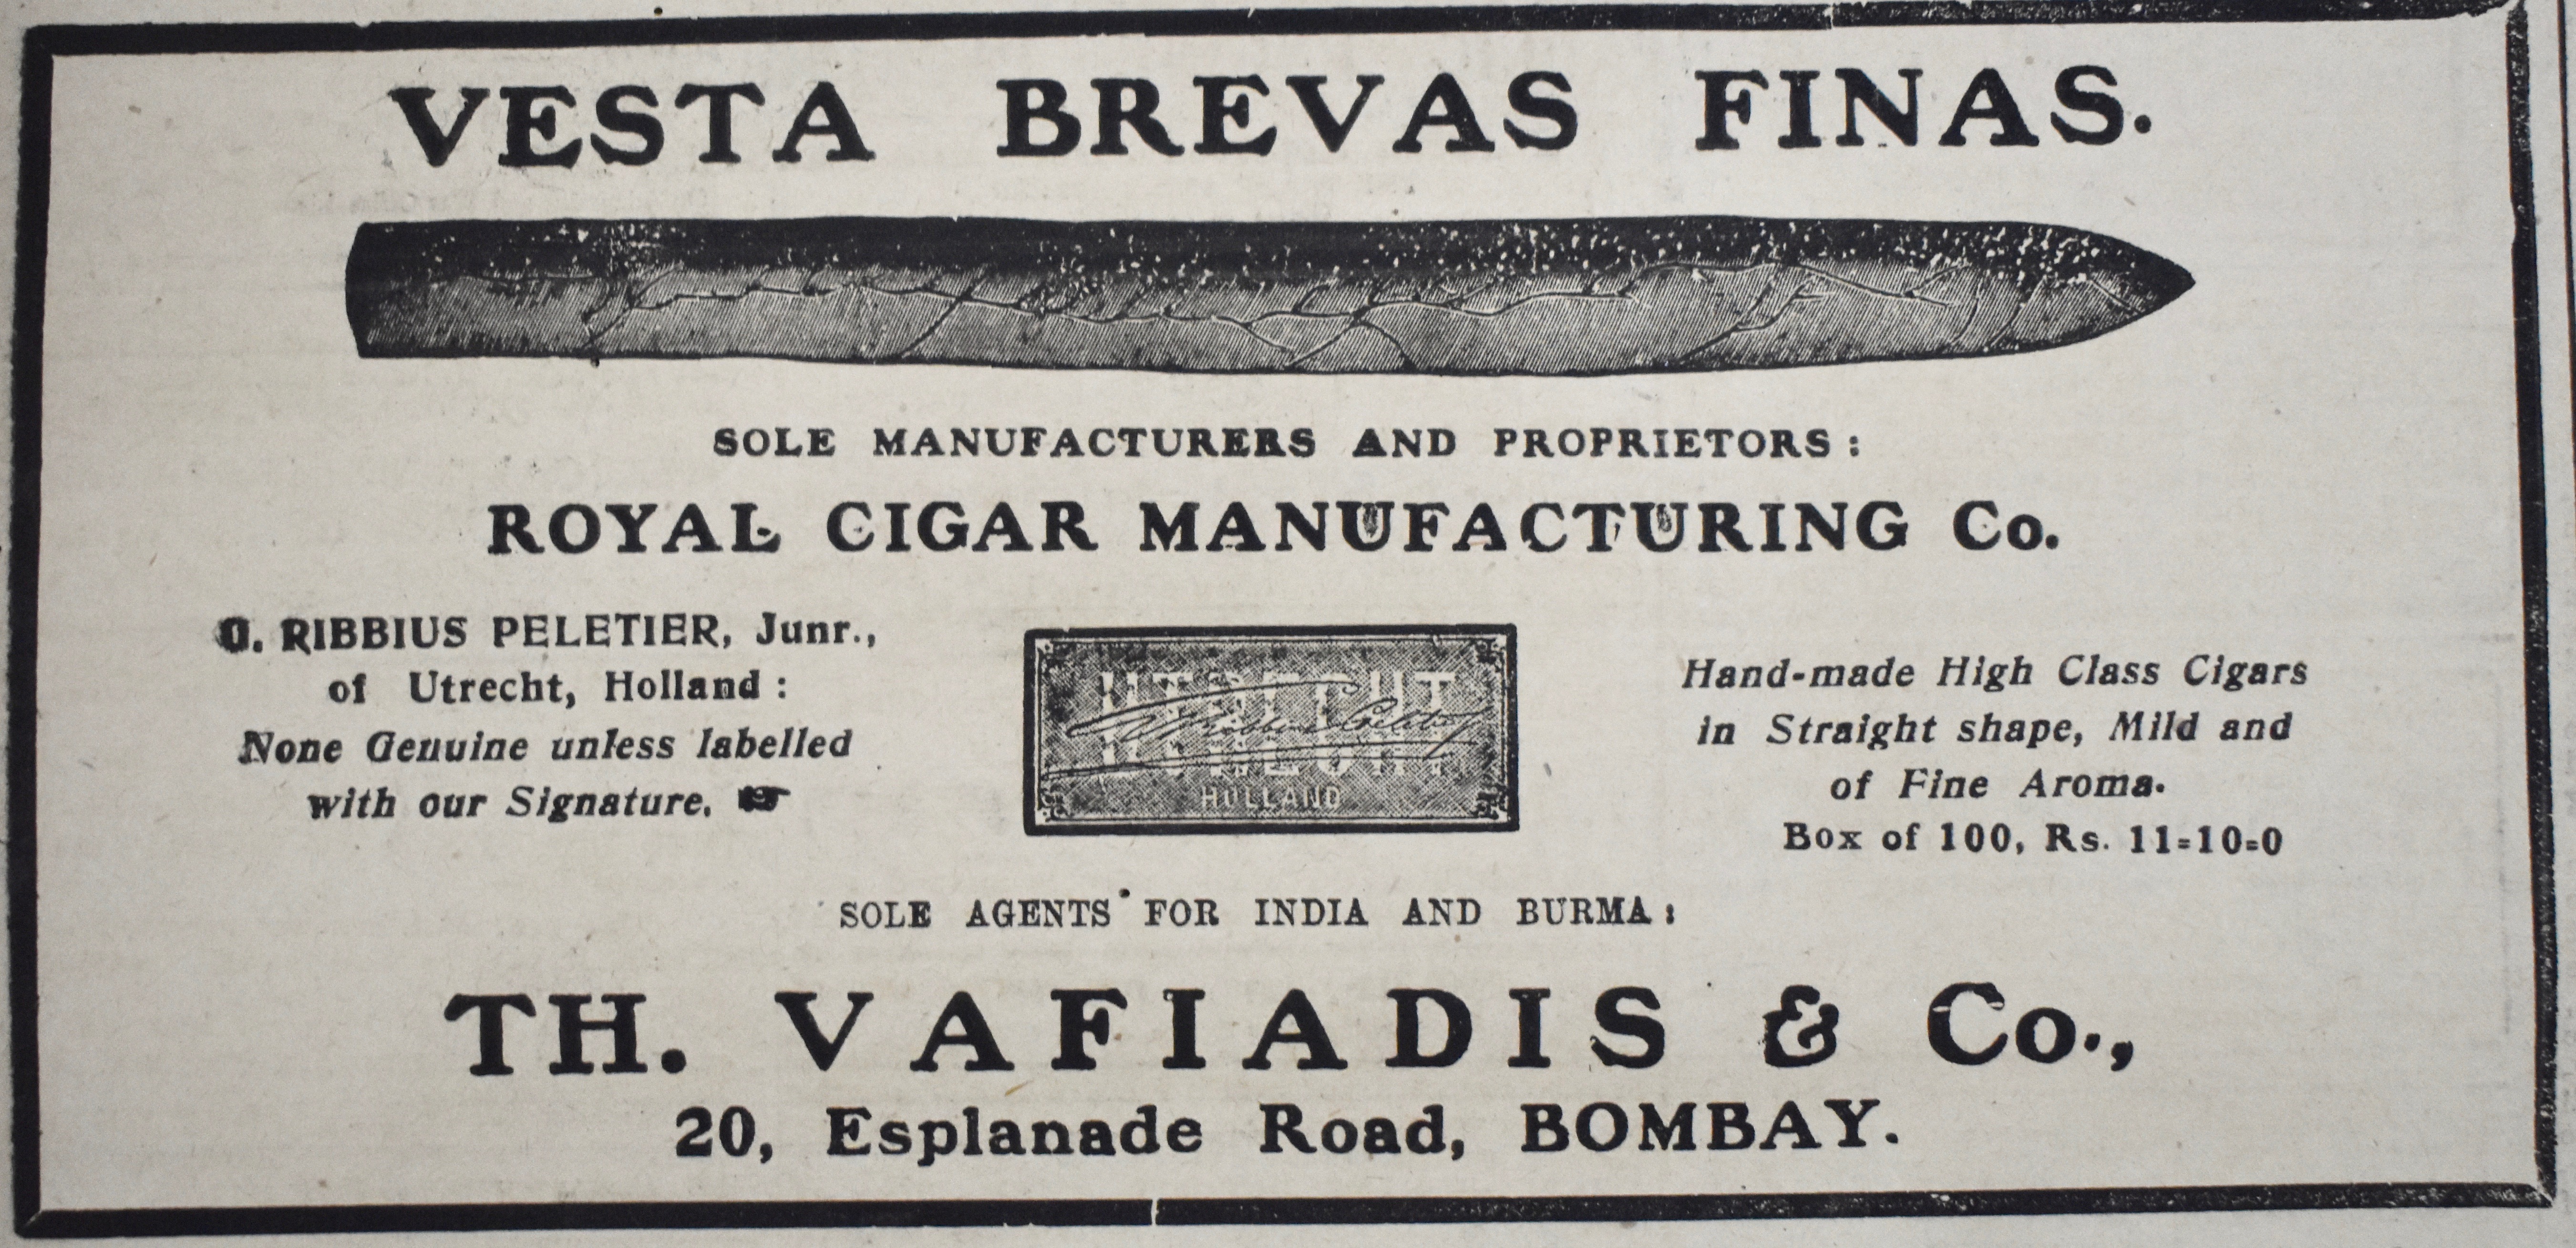 VESTA BREVAS FINAS.
SOLE MANUFACTURERS AND PROPRIETORS:
ROYAL CIGAR MANUFACTURING Co.
G. RIBBIUS PELETIER, Junr.,
of Utrecht, Holland:
None Genuine unless labelled
with our Signature. ☛
UTRECHT
HOLLAND
Hand-made High Class Cigars
in Straight shape, Mild and
of Fine Aroma.
Box of 100, Rs. 11=10=0
SOLE AGENTS FOR INDIA AND BURMA:
TH. VAFIADIS & Co.,
20, Esplanade Road, BOMBAY.